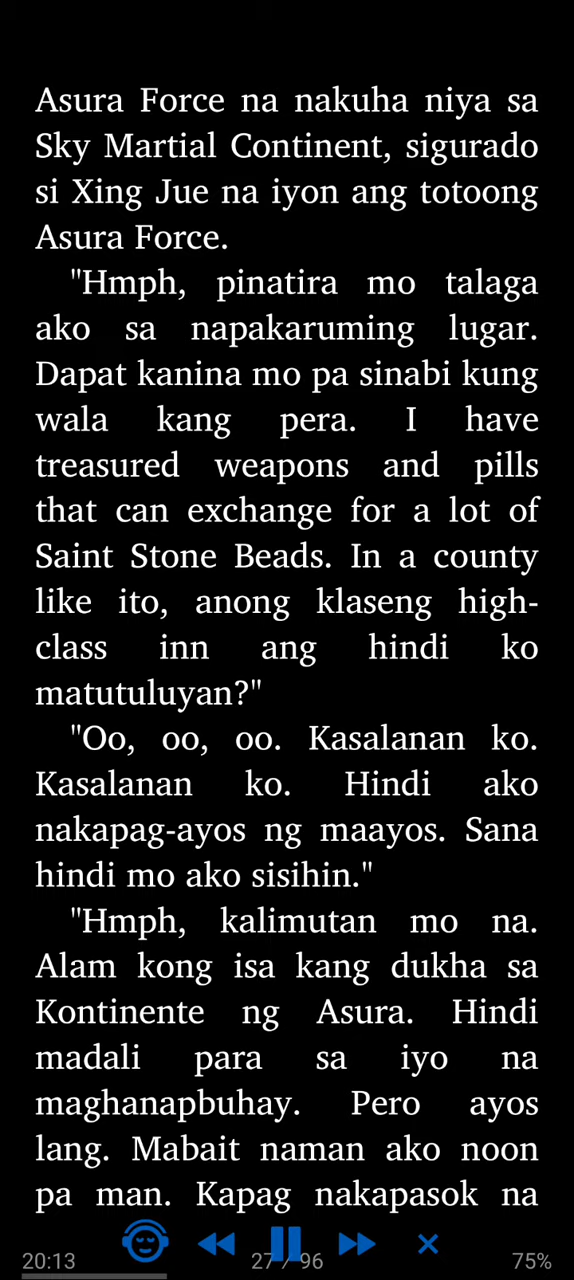 Asura Force na nakuha niya sa
Sky Martial Continent, sigurado
si Xing Jue na iyon ang totoong
Asura Force.
"Hmph, pinatira mo talaga
ako sa napakaruming lugar.
Dapat kanina mo pa sinabi kung
wala kang pera. I have
treasured weapons and pills
that can exchange for a lot of
Saint Stone Beads. In a county
like ito, anong klaseng high-
class inn ang hindi ko
matutuluyan?"
"Oo, oo, oo. Kasalanan ko.
Kasalanan ko. Hindi ako
nakapag-ayos ng maayos. Sana
hindi mo ako sisihin."
"Hmph, kalimutan mo na.
Alam kong isa kang dukha sa
Kontinente ng Asura. Hindi
madali para sa iyo na
maghanapbuhay. Pero ayos
lang. Mabait naman ako noon
pa man. Kapag nakapasok na
20:13 27 / 96 75%